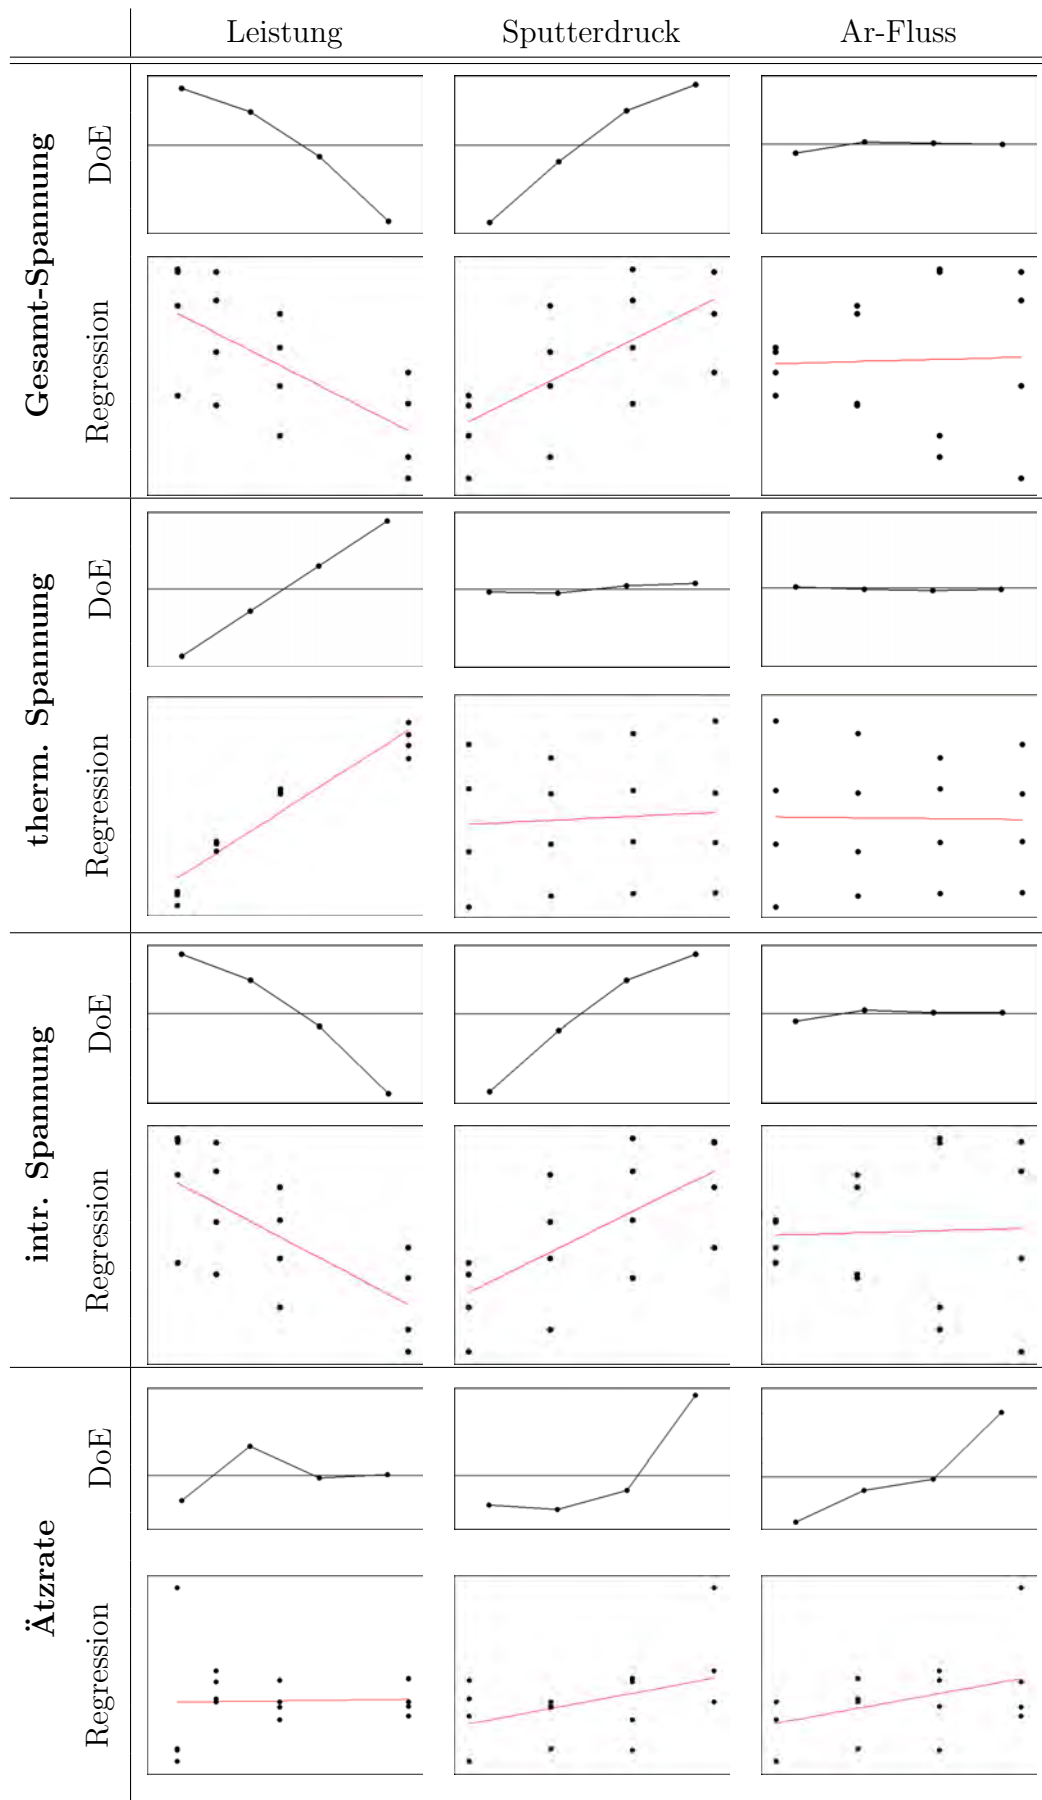 Leistung Sputterdruck Ar-Fluss
Gesamt-Spannung
DoE
Regression
therm. Spannung
DoE
Regression
intr. Spannung
DoE
Regression
Ätzrate
DoE
Regression